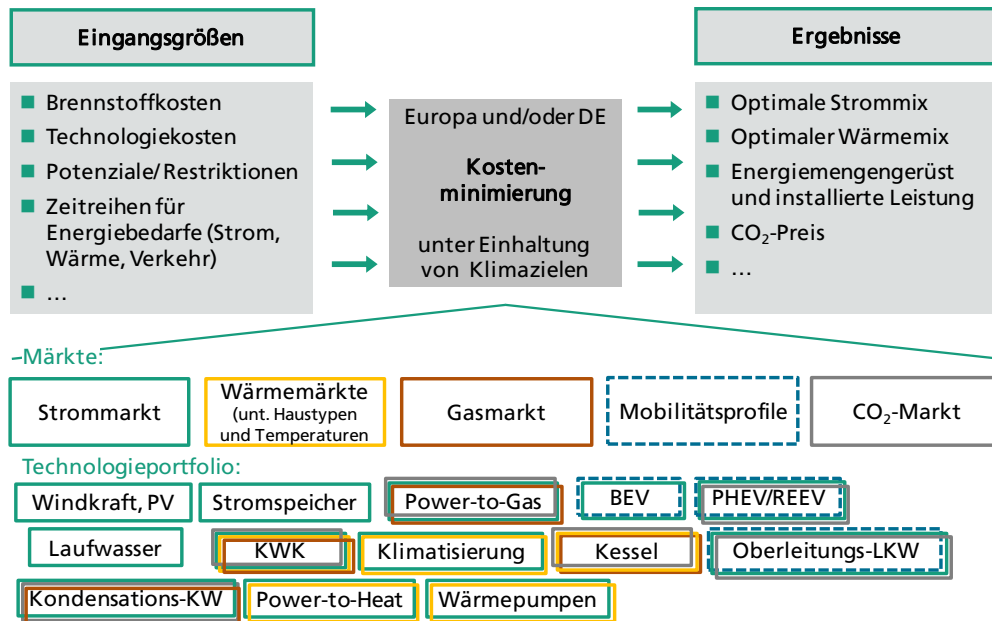 Eingangsgrößen
Brennstoffkosten
Technologiekosten
Potenziale/ Restriktionen
Zeitreihen für
Energiebedarfe (Strom,
Wärme, Verkehr)
…
Europa und/oder DE
Kosten-
minimierung
unter Einhaltung
von Klimazielen
Ergebnisse
Optimale Strommix
Optimaler Wärmemix
Energiemengengerüst
und installierte Leistung
CO₂-Preis
…
Märkte:
Strommarkt
Wärmemärkte
(unt. Haustypen
und Temperaturen
Gasmarkt
Mobilitätsprofile
CO₂-Markt
Technologieportfolio:
Windkraft, PV
Stromspeicher
Power-to-Gas
BEV
PHEV/REEV
Laufwasser
KWK
Klimatisierung
Kessel
Oberleitungs-LKW
Kondensations-KW
Power-to-Heat
Wärmepumpen